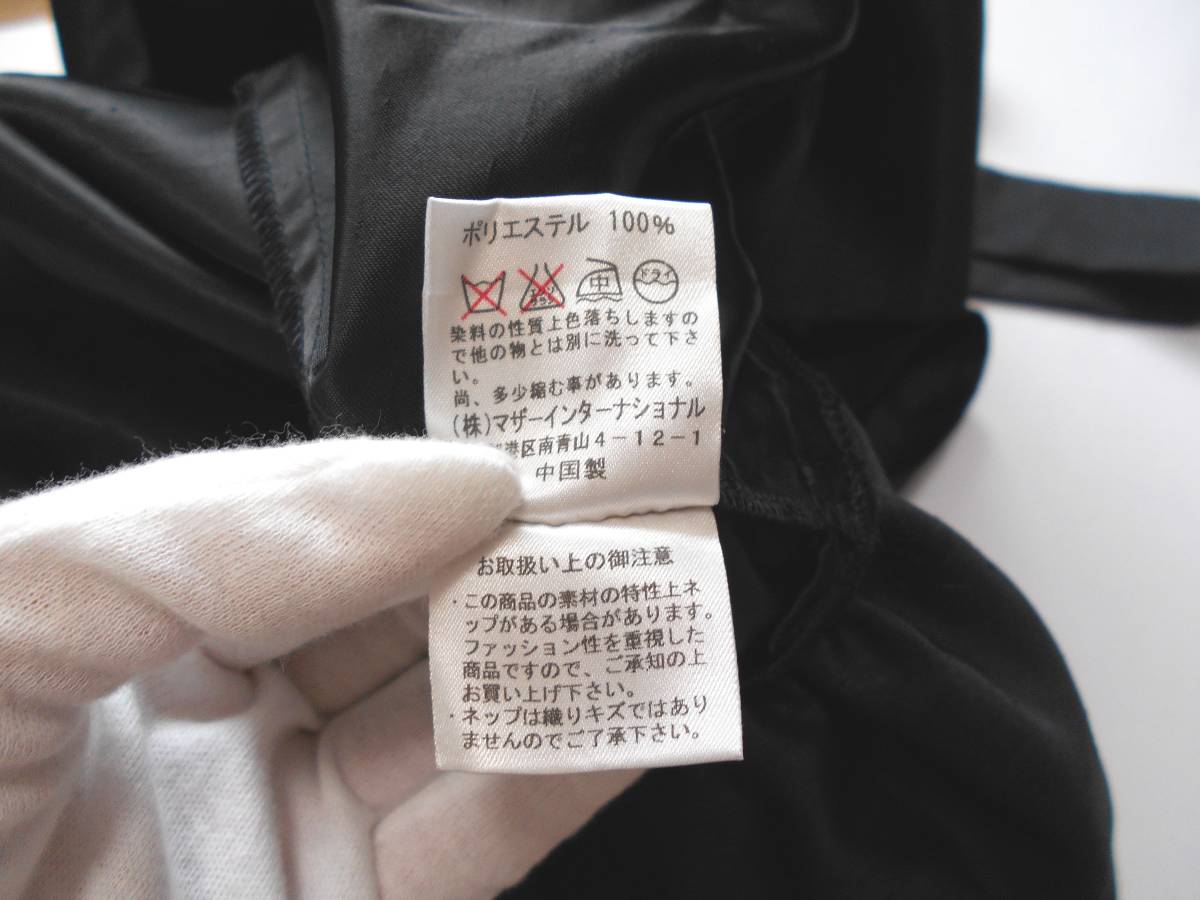 ポリエステル 100%
エンソ
サラシ
中
ドライ
染料の性質上色落ちしますの
で他の物とは別に洗って下さ
い。
尚、多少縮む事があります。
(株)マザーインターナショナル
港区南青山4-12-1
中国製
お取扱い上の御注意
・この商品の素材の特性上ネ
ップがある場合があります。
ファッション性を重視した
商品ですので、ご承知の上
お買い上げ下さい。
・ネップは織りキズではあり
ませんのでご了承下さい。